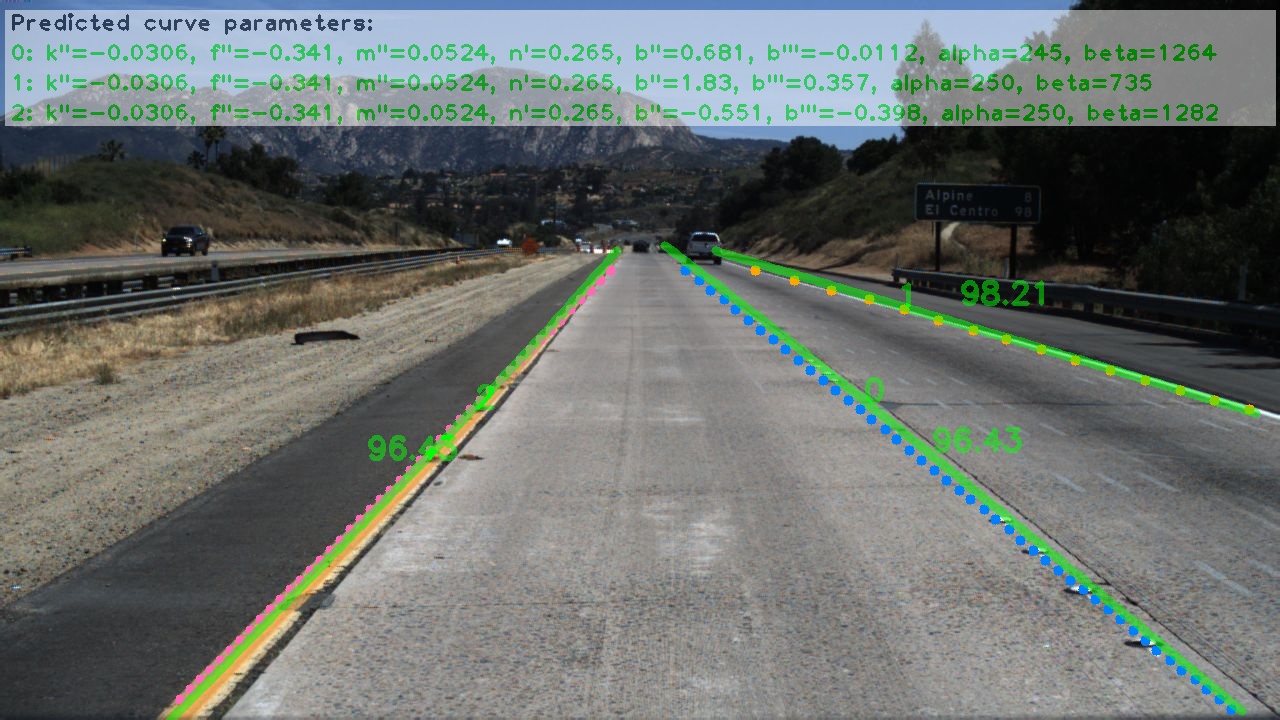 Predicted curve parameters:
0: k''=-0.0306, f''=-0.341, m''=0.0524, n'=0.265, b''=0.681, b'''=-0.0112, alpha=245, beta=1264
1: k''=-0.0306, f''=-0.341, m''=0.0524, n'=0.265, b''=1.83, b'''=0.357, alpha=250, beta=735
2: k''=-0.0306, f''=-0.341, m''=0.0524, n'=0.265, b''=-0.551, b'''=-0.398, alpha=250, beta=1282
Alpine 8
El Centro 98
1 98.21
2 0
96.43